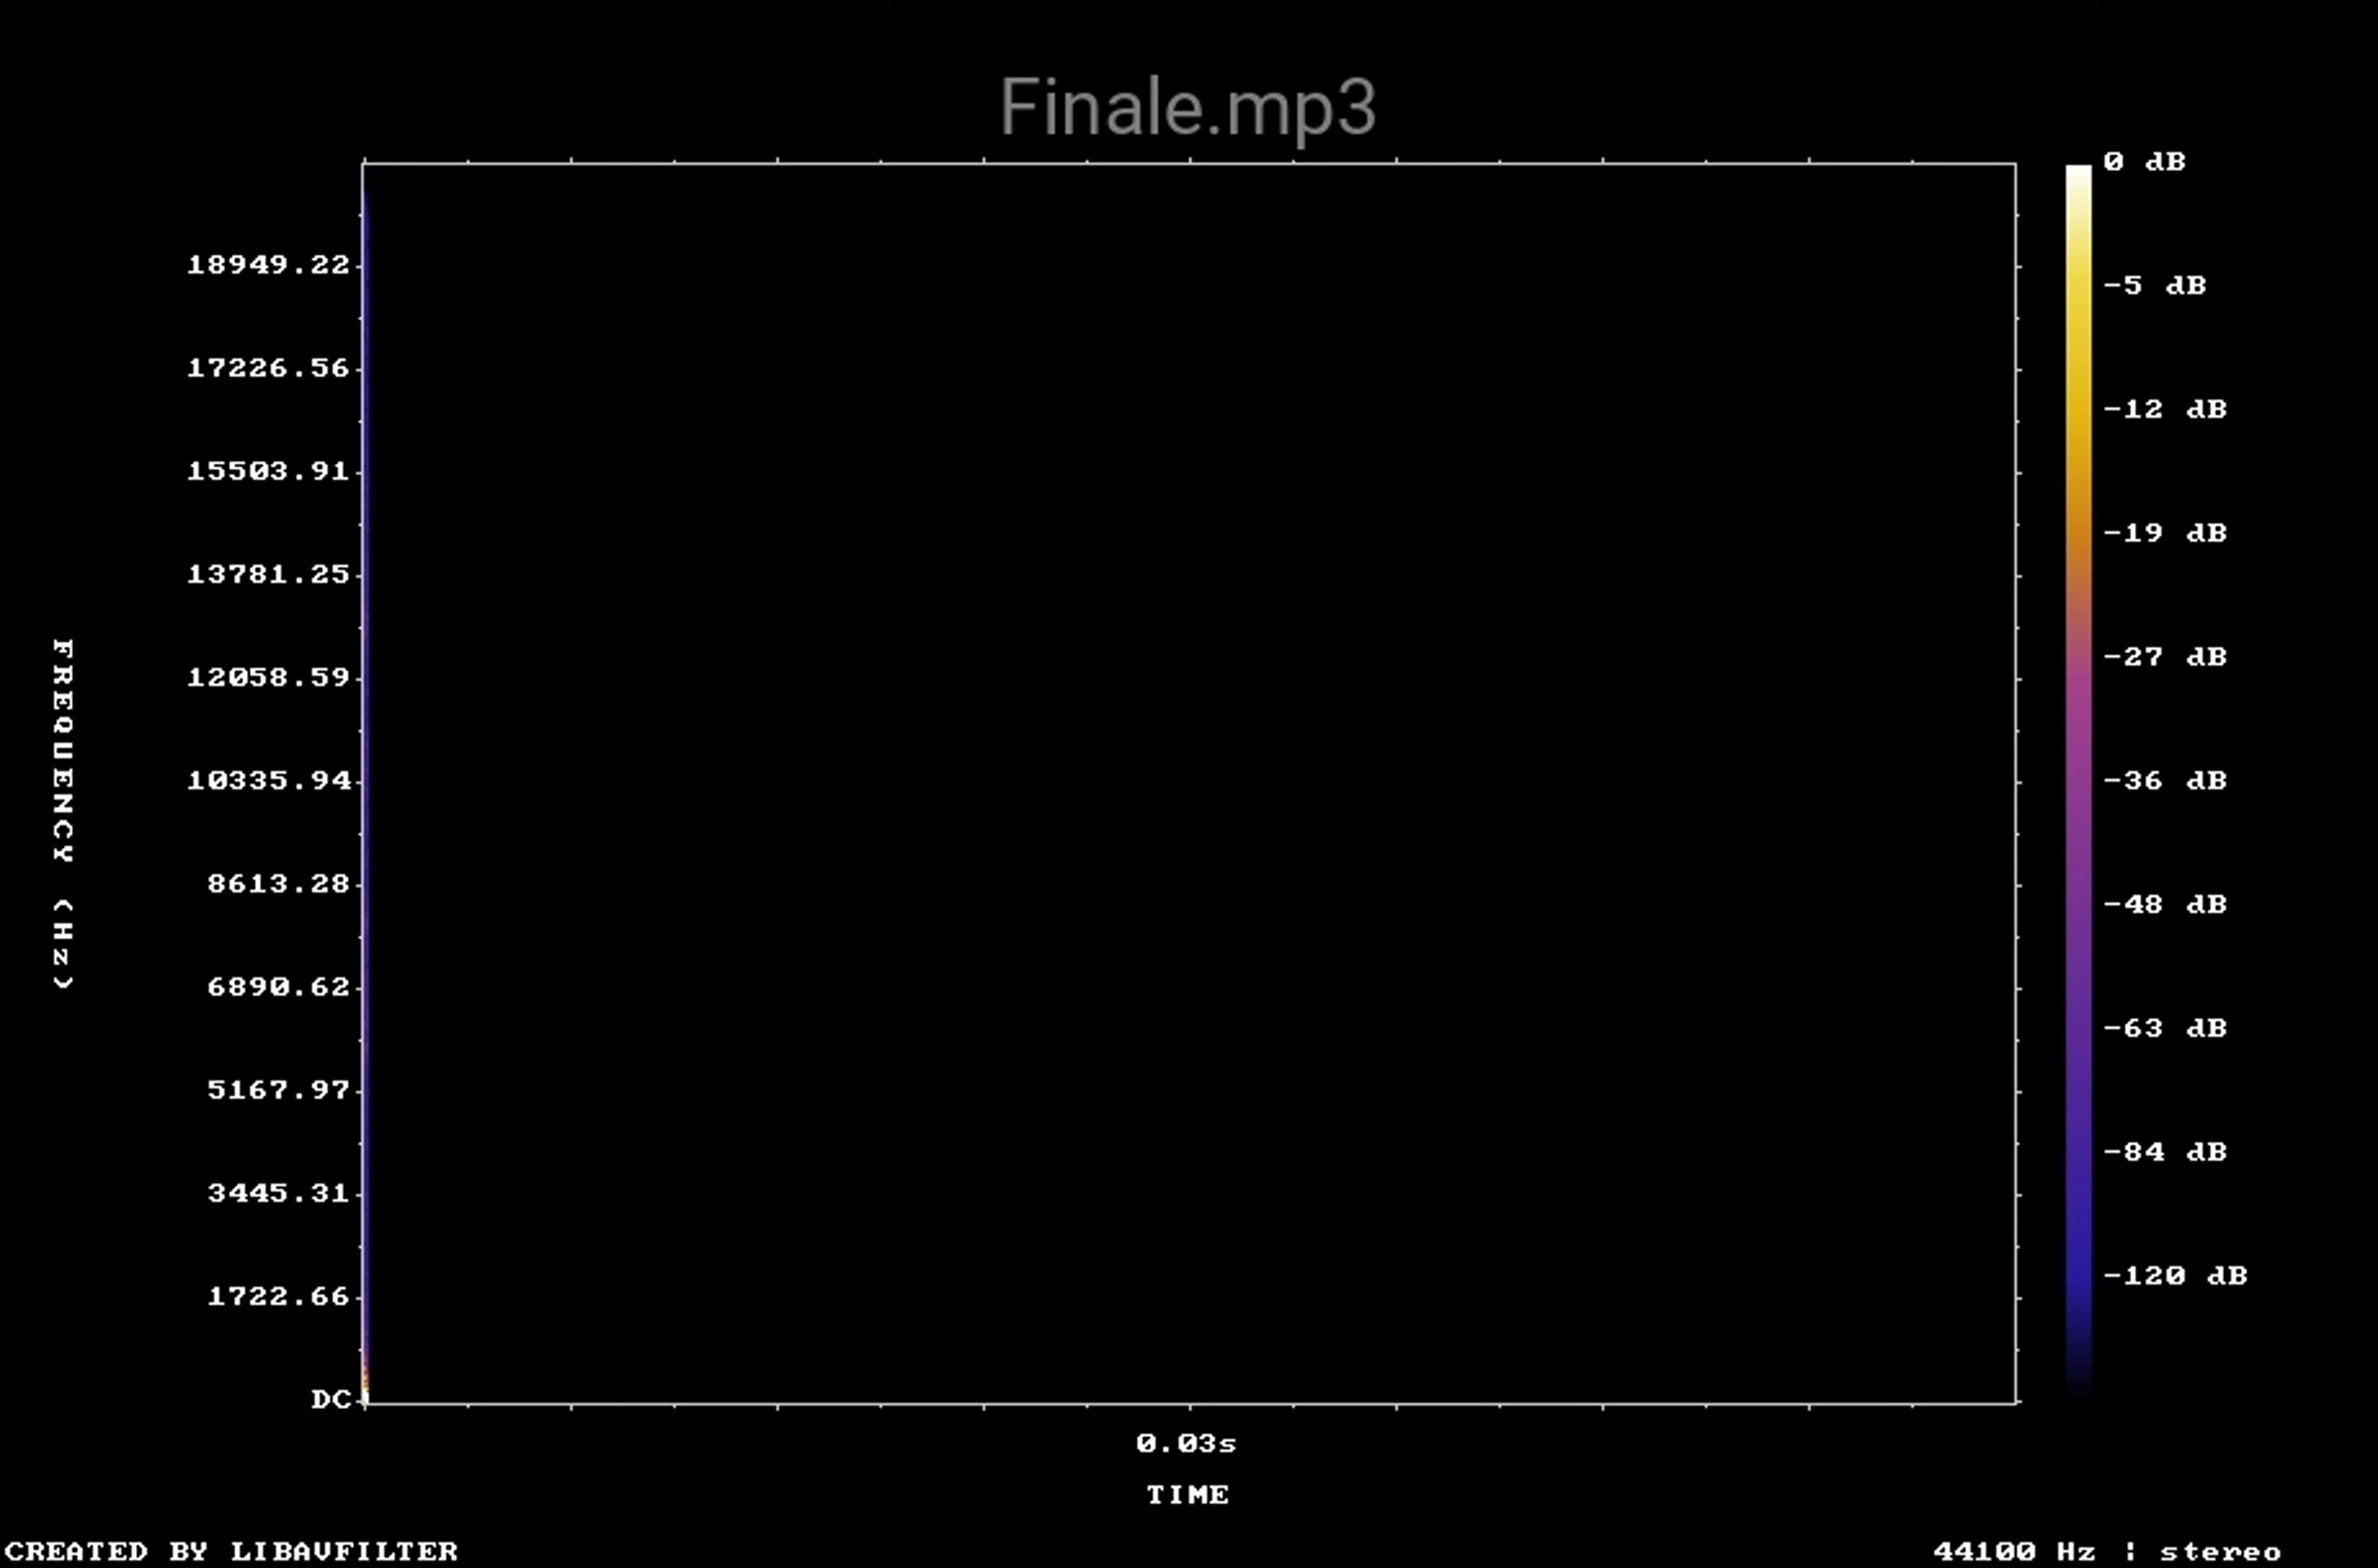 Finale.mp3
0 dB
18949.22
-5 dB
17226.56
-12 dB
15503.91
-19 dB
13781.25
-27 dB
12058.59
FREQUENCY (Hz)
10335.94
-36 dB
8613.28
-48 dB
6890.62
-63 dB
5167.97
-84 dB
3445.31
-120 dB
1722.66
DC
0.03s
TIME
CREATED BY LIBAVFILTER
44100 Hz | stereo